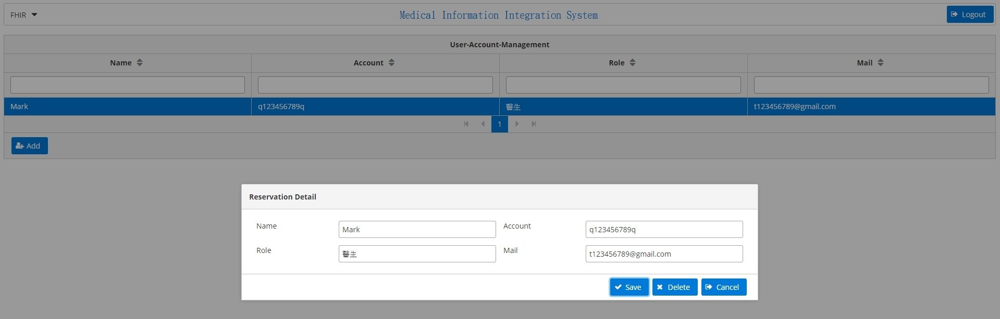 FHIR
Medical Information Integration System
Logout
User-Account-Management
Name Account Role Mail
Mark q123456789q 醫生 t123456789@gmail.com
1
Add
Reservation Detail
Name Mark Account q123456789q
Role 醫生 Mail t123456789@gmail.com
Save Delete Cancel